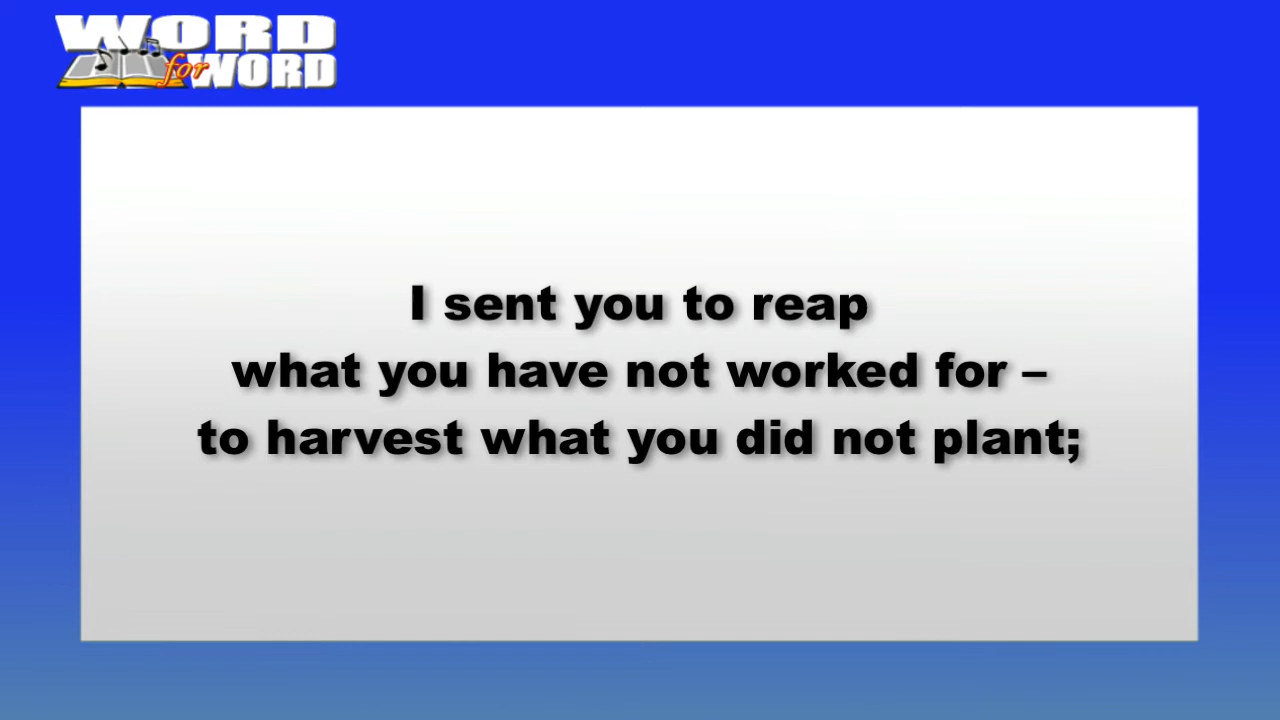 WORD
for WORD
I sent you to reap
what you have not worked for –
to harvest what you did not plant;